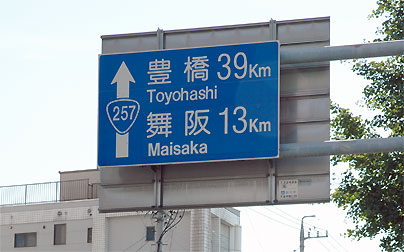 豊橋 39Km
Toyohashi
257
舞阪 13Km
Maisaka